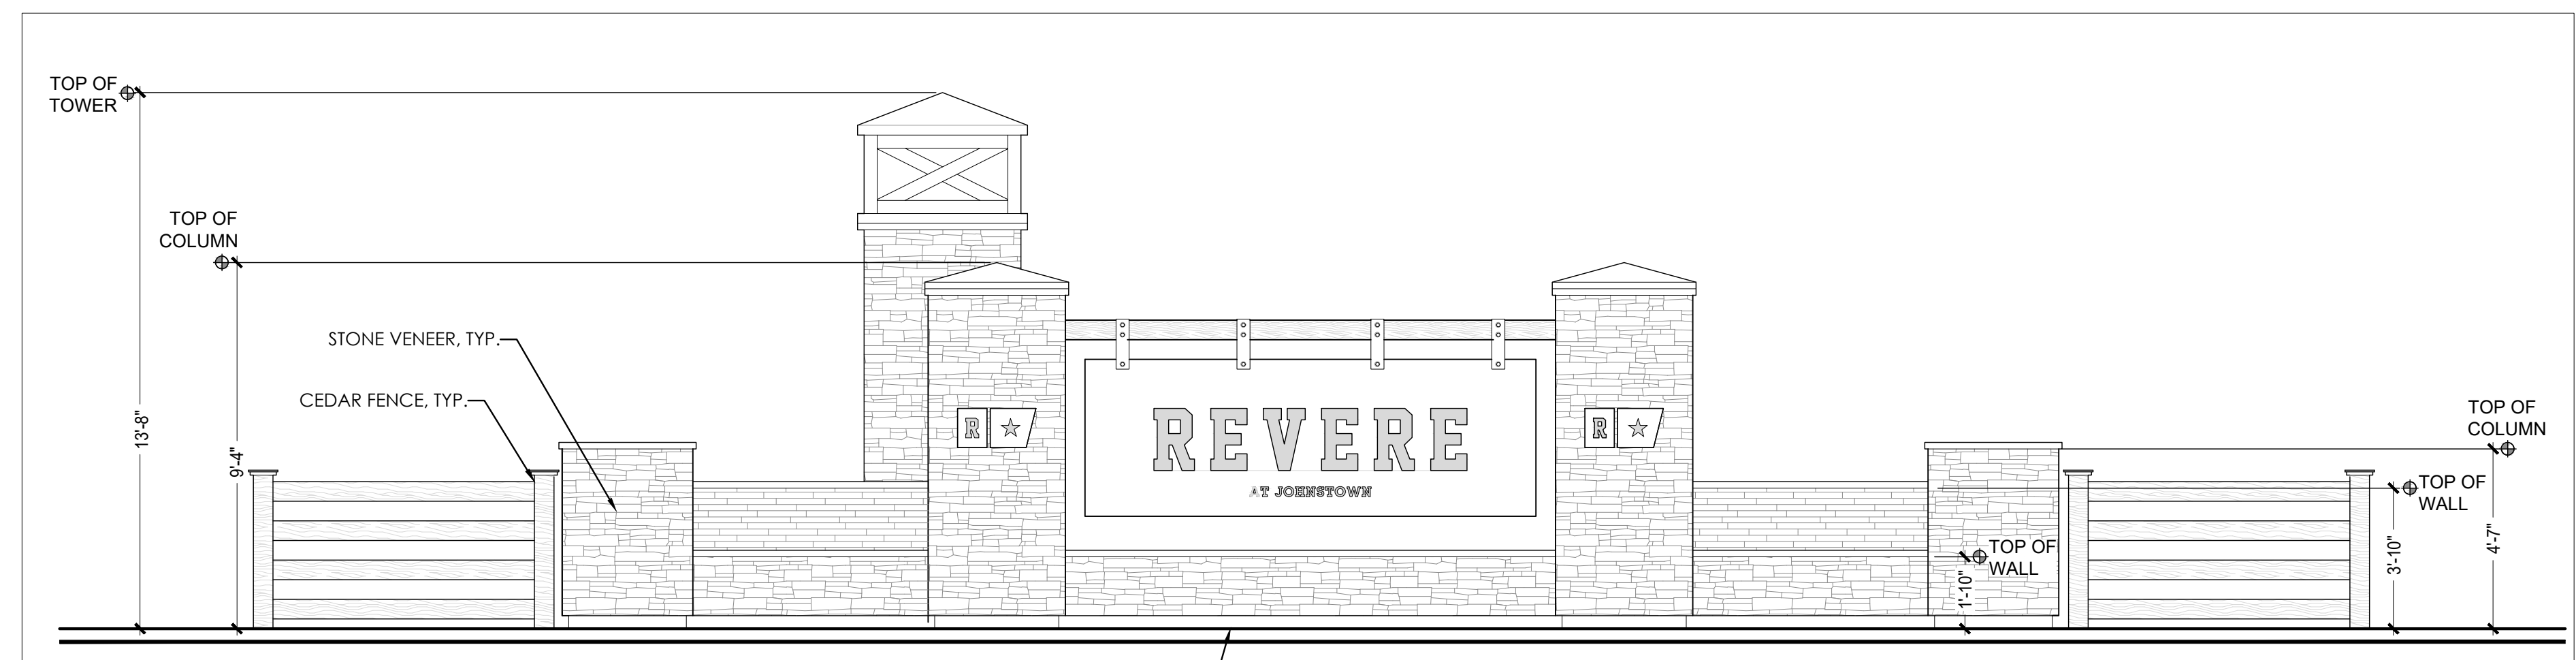 TOP OF
TOWER
TOP OF
COLUMN
STONE VENEER, TYP.
CEDAR FENCE, TYP.
13'-8"
9'-4"
R
R
REVERE
AT JOHNSTOWN
TOP OF
COLUMN
TOP OF
WALL
TOP OF
WALL
1'-10"
3'-10"
4'-7"